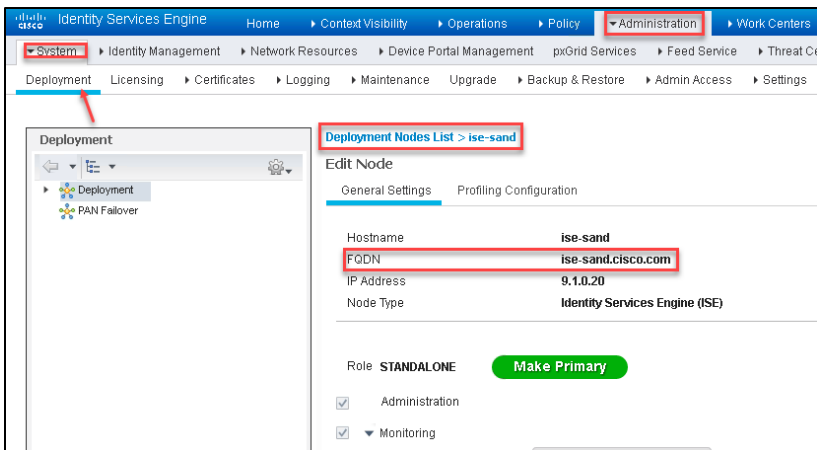 cisco Identity Services Engine Home Context Visibility Operations Policy Administration Work Centers
System Identity Management Network Resources Device Portal Management pxGrid Services Feed Service Threat Ce
Deployment Licensing Certificates Logging Maintenance Upgrade Backup & Restore Admin Access Settings
Deployment
Deployment
PAN Failover
Deployment Nodes List > ise-sand
Edit Node
General Settings Profiling Configuration
Hostname ise-sand
FQDN ise-sand.cisco.com
IP Address 9.1.0.20
Node Type Identity Services Engine (ISE)
Role STANDALONE Make Primary
Administration
Monitoring